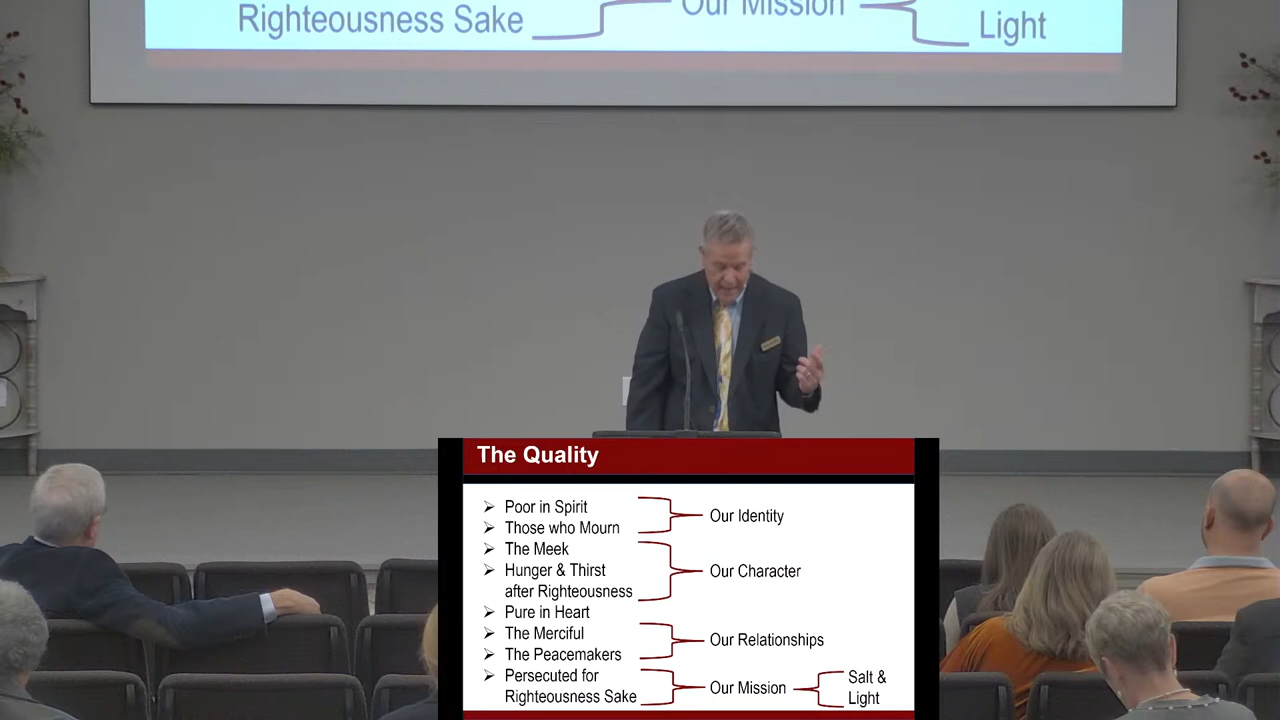 Righteousness Sake
Our Mission
Light
The Quality
➢ Poor in Spirit
➢ Those who Mourn
Our Identity
➢ The Meek
➢ Hunger & Thirst
after Righteousness
Our Character
➢ Pure in Heart
➢ The Merciful
➢ The Peacemakers
Our Relationships
➢ Persecuted for
Righteousness Sake
Our Mission
Salt &
Light